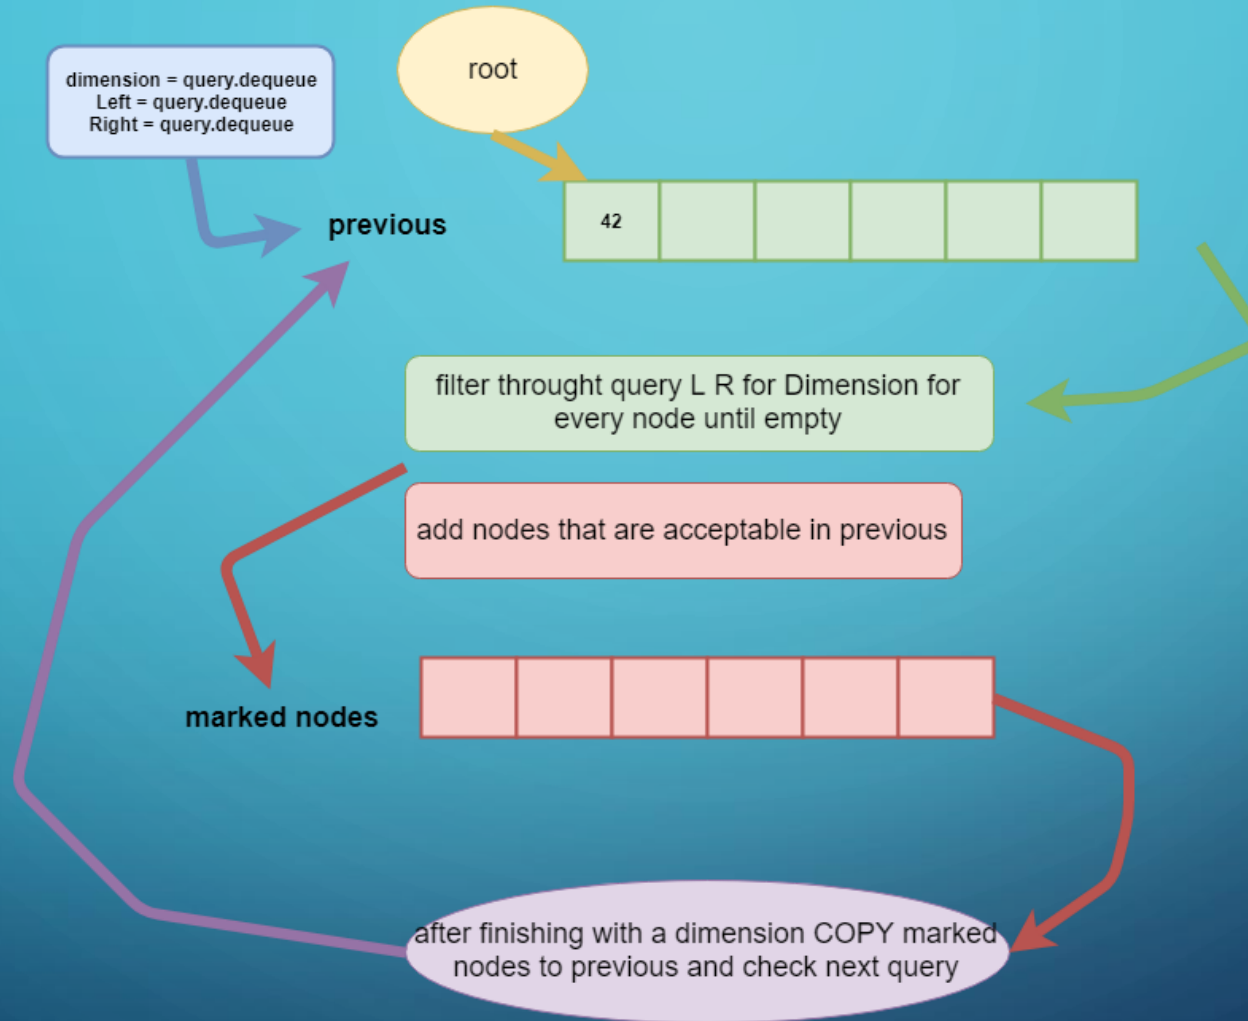 dimension = query.dequeue
Left = query.dequeue
Right = query.dequeue
root
previous
42
filter throught query L R for Dimension for
every node until empty
add nodes that are acceptable in previous
marked nodes
after finishing with a dimension COPY marked
nodes to previous and check next query